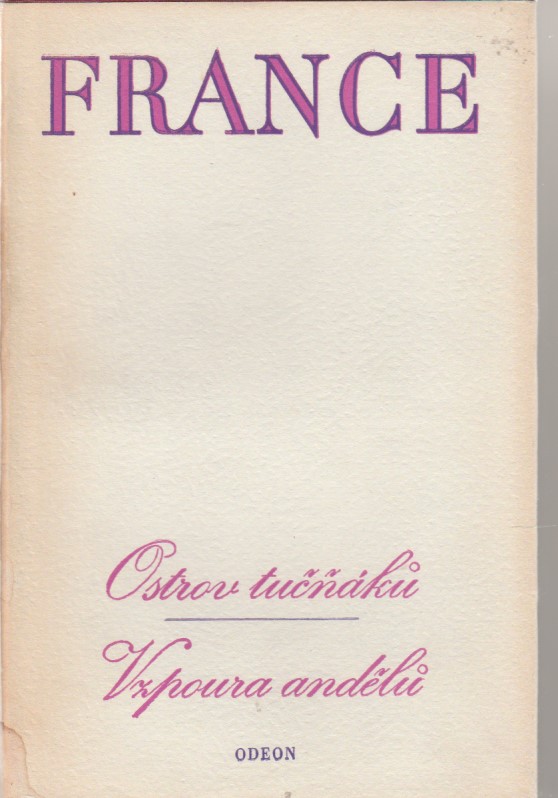 FRANCE
Ostrov tučňáků
Vzpoura andělů
ODEON